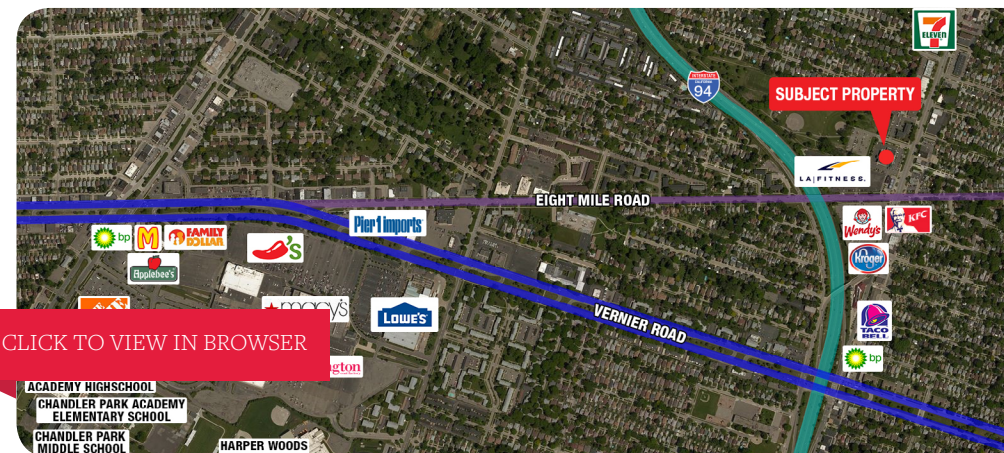 7
ELEVEN
INTERSTATE
CALIFORNIA
94
SUBJECT PROPERTY
LA|FITNESS.
EIGHT MILE ROAD
Pier 1 imports
Wendy's
KFC
bp
M
FAMILY
DOLLAR
's
Applebee's
Kroger
macy's
LOWE'S
TACO
BELL
VERNIER ROAD
CLICK TO VIEW IN BROWSER
bp
ington
ACADEMY HIGHSCHOOL
CHANDLER PARK ACADEMY
ELEMENTARY SCHOOL
CHANDLER PARK
MIDDLE SCHOOL
HARPER WOODS